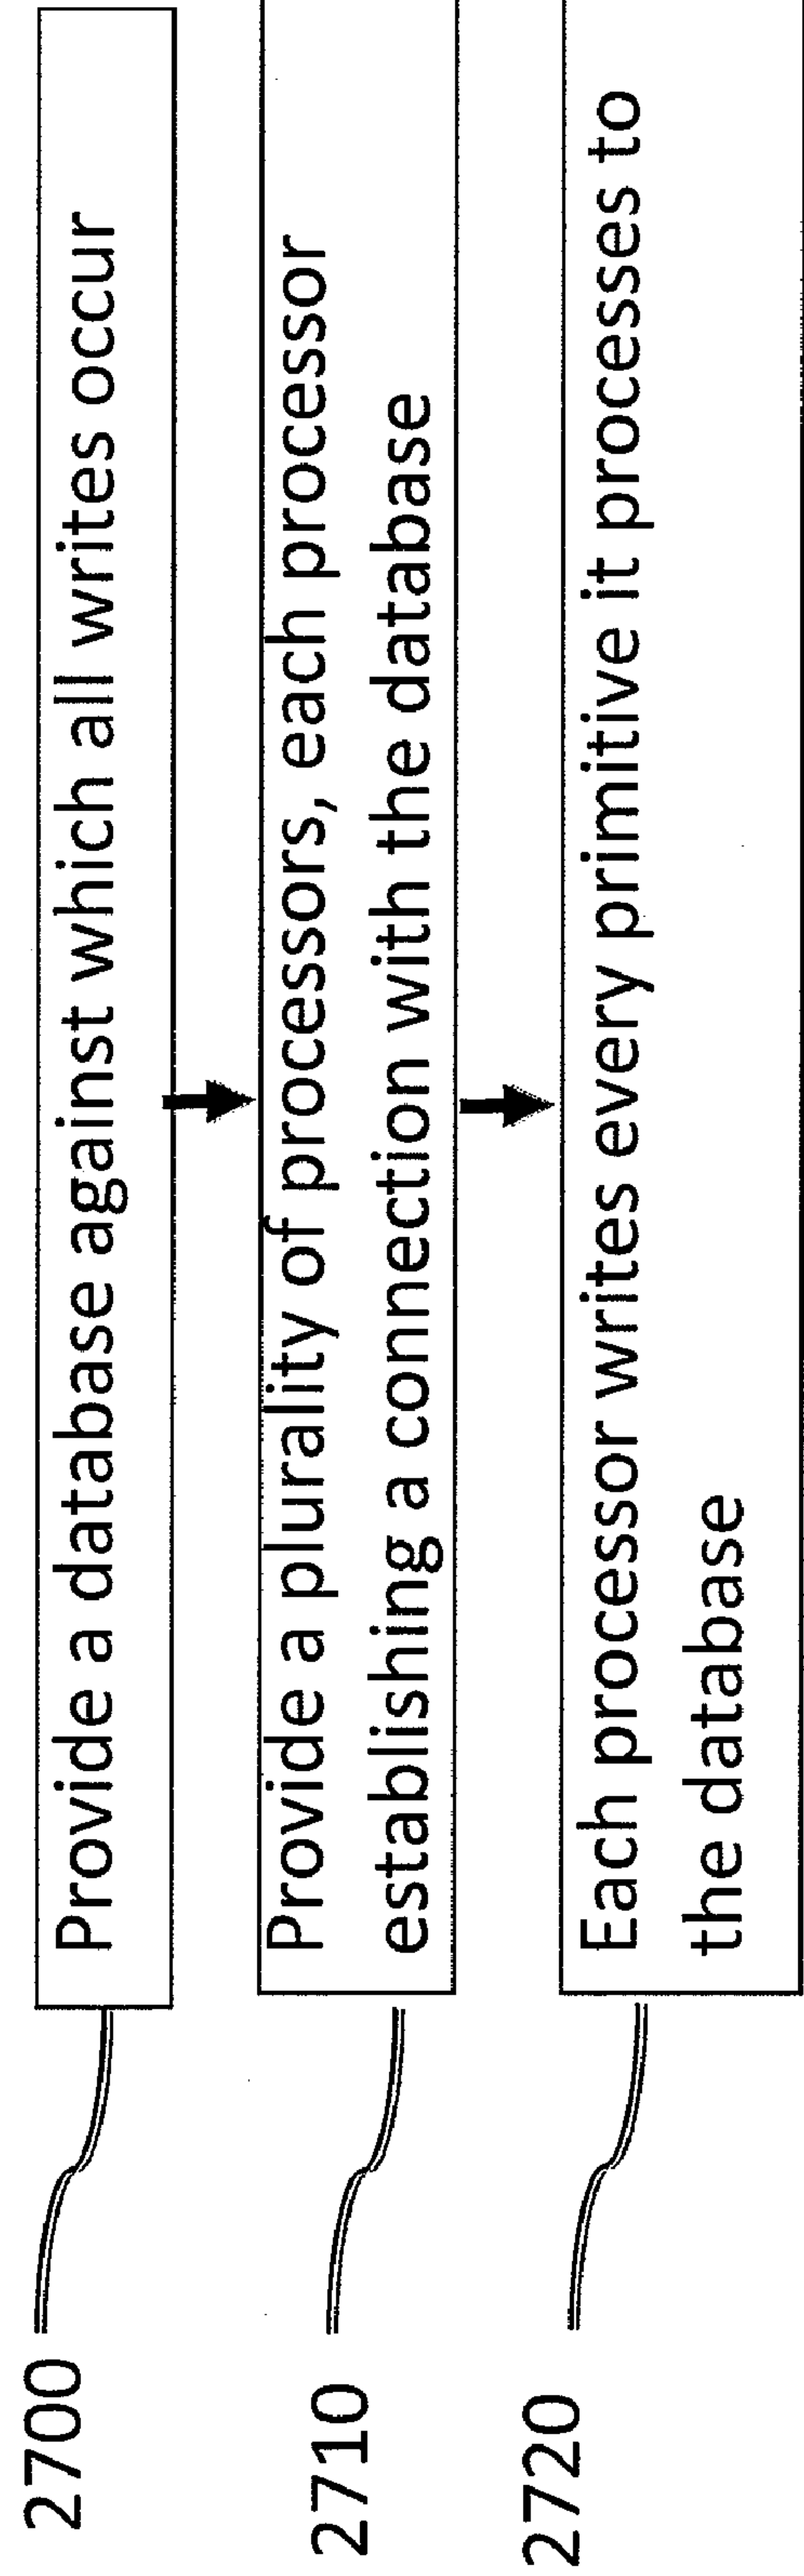 2700
Provide a database against which all writes occur
2710
Provide a plurality of processors, each processor
establishing a connection with the database
2720
Each processor writes every primitive it processes to
the database